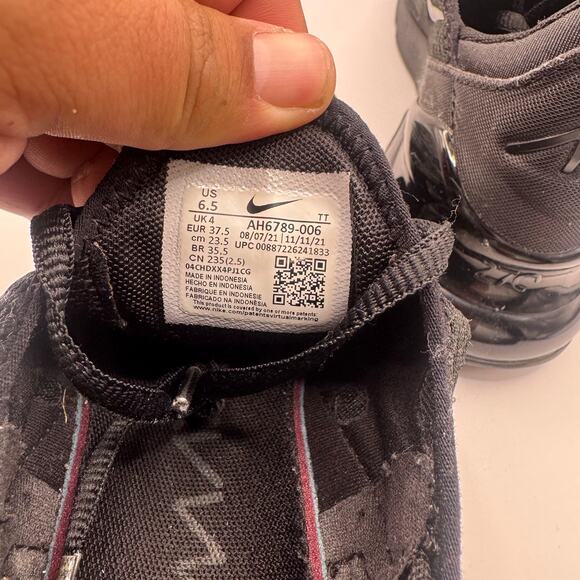 US
6.5
TT
UK 4
AH6789-006
EUR 37.5
08/07/21 | 11/11/21
cm 23.5
UPC 00887226241833
BR 35.5
CN 235(2.5)
04CHDXX4PJ1CG
MADE IN INDONESIA
HECHO EN INDONESIA
FABRIQUE EN INDONESIE
FABRICADO NA INDONÉSIA
This product is covered by one or more patents:
www.nike.com/patentsvirtualmarking